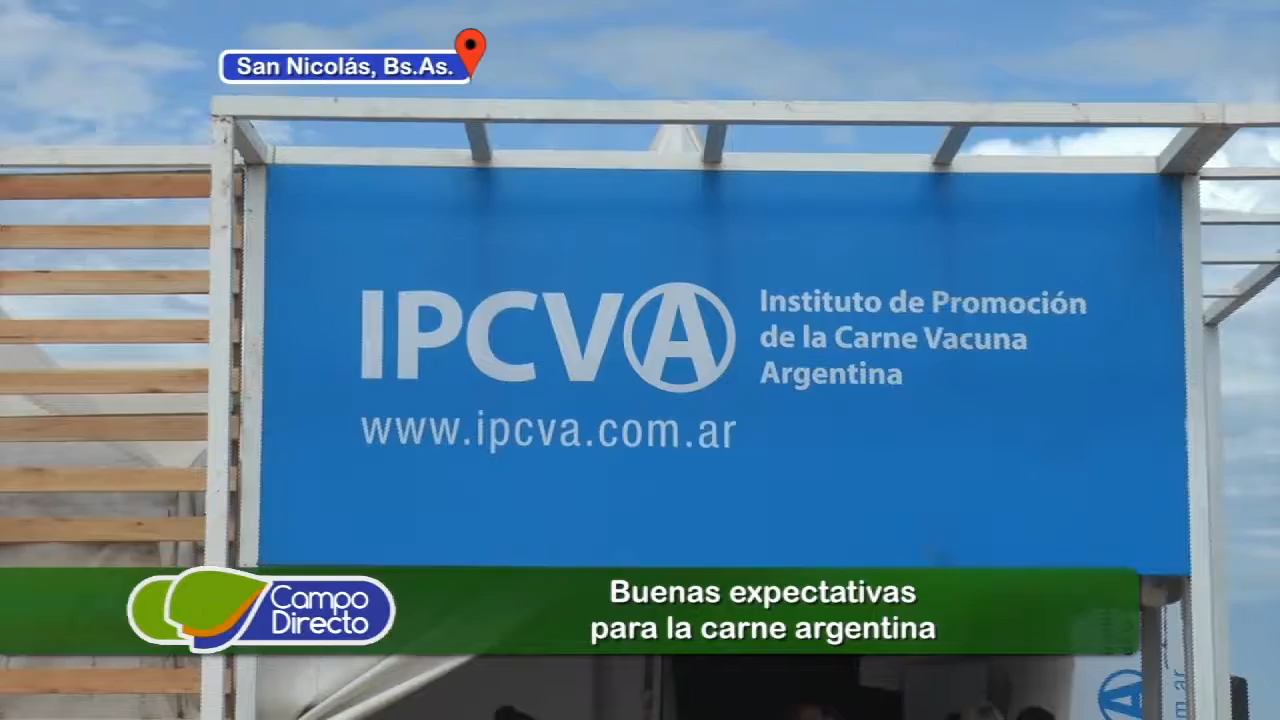 San Nicolás, Bs.As.
IPCVA
Instituto de Promoción
de la Carne Vacuna
Argentina
www.ipcva.com.ar
Campo
Directo
Buenas expectativas
para la carne argentina
A
m.ar